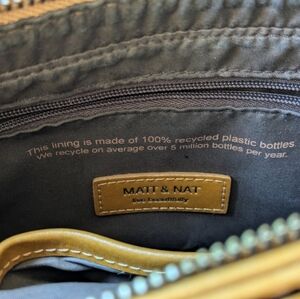 This lining is made of 100% recycled plastic bottles.
We recycle on average over 5 million bottles per year.
MATT & NAT
live beautifully